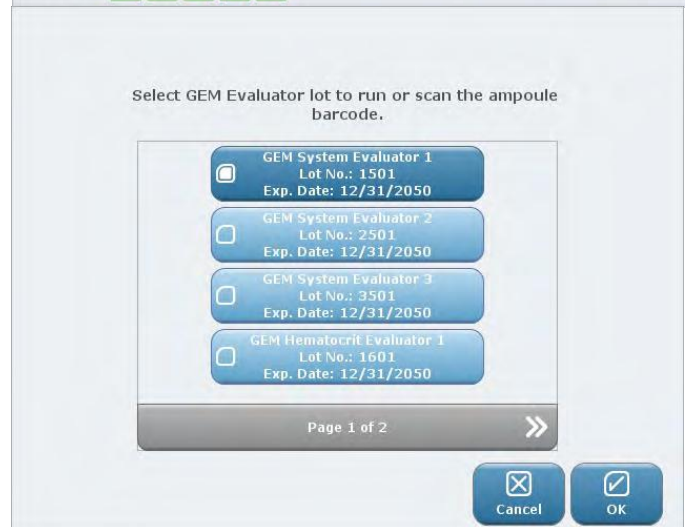 Select GEM Evaluator lot to run or scan the ampoule
barcode.
GEM System Evaluator 1
Lot No.: 1501
Exp. Date: 12/31/2050
GEM System Evaluator 2
Lot No.: 2501
Exp. Date: 12/31/2050
GEM System Evaluator 3
Lot No.: 3501
Exp. Date: 12/31/2050
GEM Hematocrit Evaluator 1
Lot No.: 1601
Exp. Date: 12/31/2050
Page 1 of 2
Cancel
OK